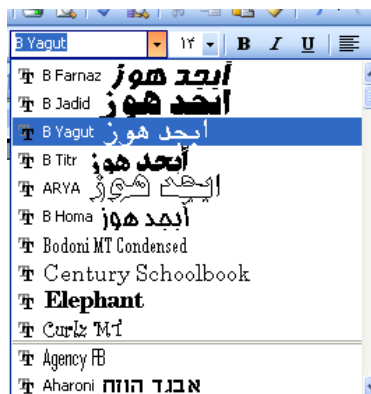 B Yagut ۱۲ B I U
B Farnaz أبجد هوز
B Jadid أبجد هوز
B Yagut أبجد هوز
B Titr أبجد هوز
ARYA أبجد هوز
B Homa أبجد هوز
Bodoni MT Condensed
Century Schoolbook
Elephant
Curlz MT
Agency FB
Aharoni אבגד הוזח